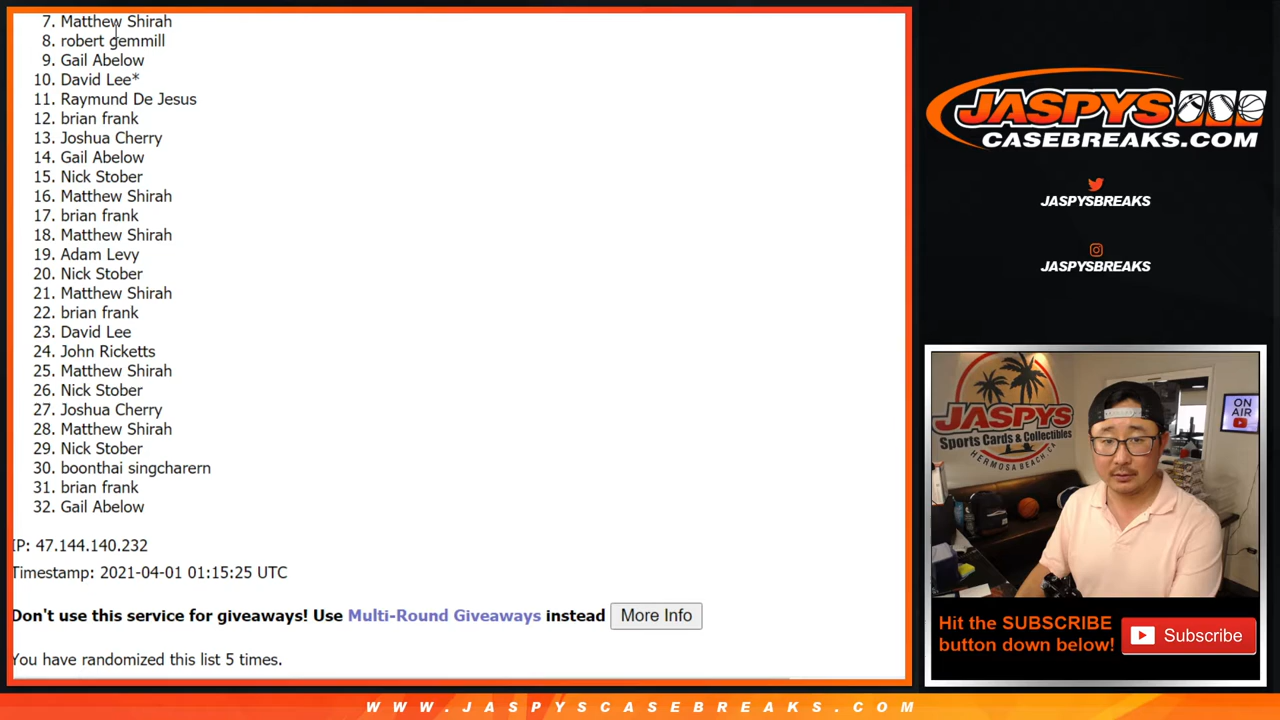 7. Matthew Shirah
8. robert gemmill
9. Gail Abelow
10. David Lee*
11. Raymund De Jesus
12. brian frank
13. Joshua Cherry
14. Gail Abelow
15. Nick Stober
16. Matthew Shirah
17. brian frank
18. Matthew Shirah
19. Adam Levy
20. Nick Stober
21. Matthew Shirah
22. brian frank
23. David Lee
24. John Ricketts
25. Matthew Shirah
26. Nick Stober
27. Joshua Cherry
28. Matthew Shirah
29. Nick Stober
30. boonthai singcharern
31. brian frank
32. Gail Abelow
IP: 47.144.140.232
Timestamp: 2021-04-01 01:15:25 UTC
Don't use this service for giveaways! Use Multi-Round Giveaways instead More Info
You have randomized this list 5 times.
JASPYS
CASEBREAKS.COM
JASPYSBREAKS
JASPYSBREAKS
JASPYS
Sports Cards & Collectibles
HERMOSA BEACH, CA
ON
AIR
Hit the SUBSCRIBE
button down below!
Subscribe
WWW.JASPYSCASEBREAKS.COM